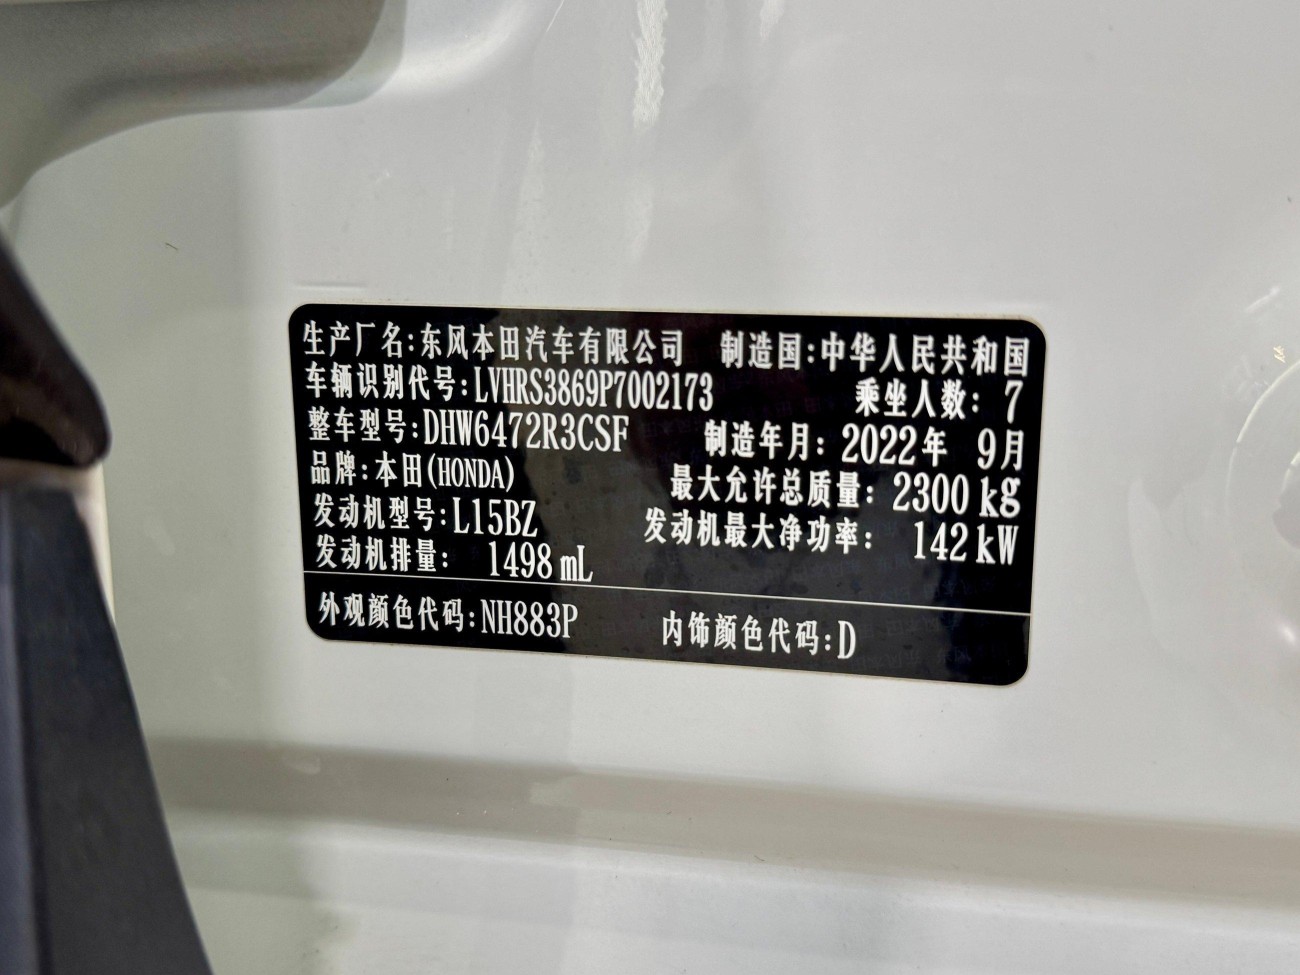 生产厂名:东风本田汽车有限公司 制造国:中华人民共和国
车辆识别代号:LVHRS3869P7002173 乘坐人数: 7
整车型号:DHW6472R3CSF 制造年月: 2022年 9月
品牌:本田(HONDA) 最大允许总质量: 2300 kg
发动机型号:L15BZ 发动机最大净功率: 142 kW
发动机排量: 1498 mL
外观颜色代码:NH883P 内饰颜色代码:D